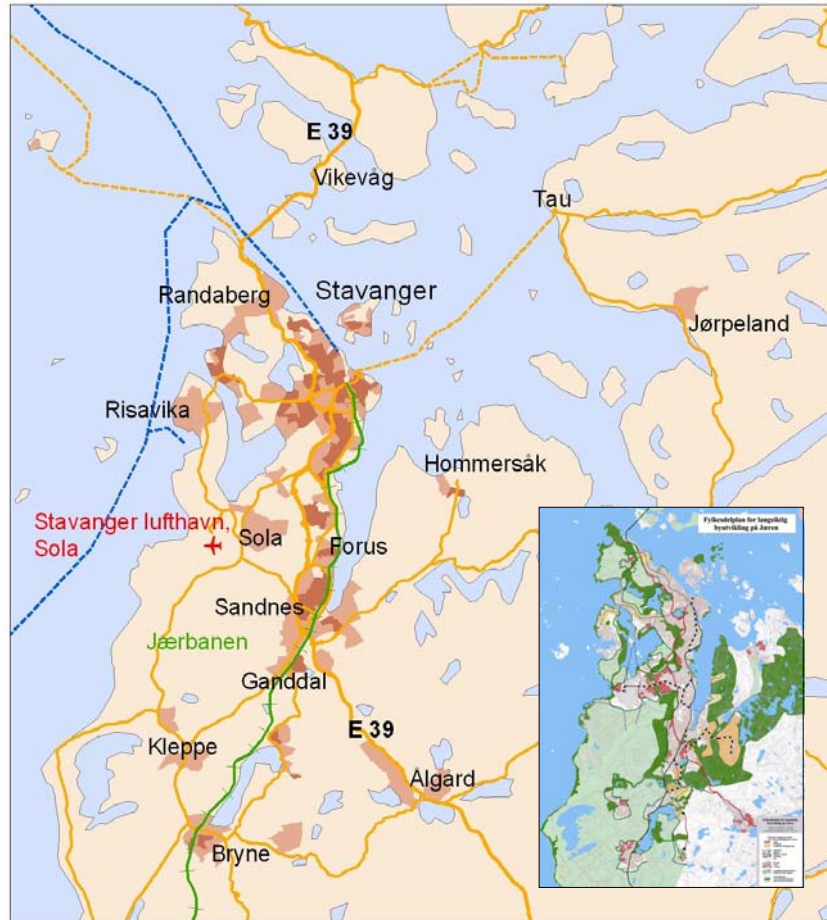 E 39
Vikevåg
Tau
Randaberg
Stavanger
Jørpeland
Risavika
Hommersåk
Stavanger lufthavn,
Sola
Sola
Forus
Fylkesdelplan for langsiktig
byutvikling på Jæren
Sandnes
Jærbanen
Ganddal
E 39
Kleppe
Ålgård
Bryne